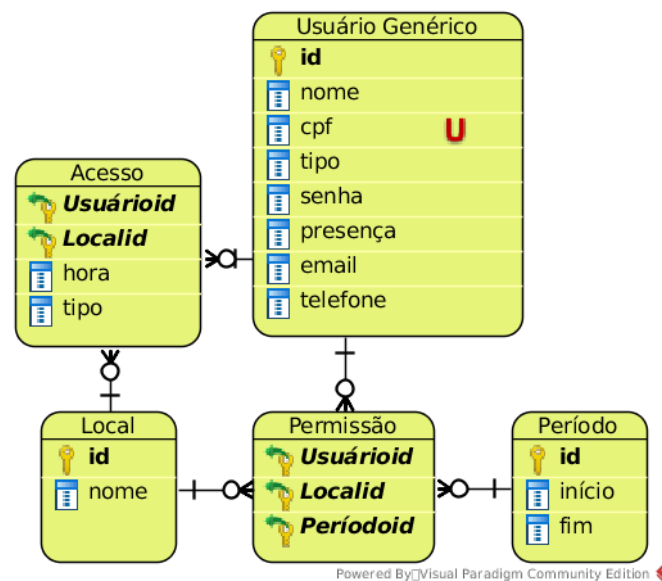 Usuário Genérico
id
nome
cpf U
tipo
senha
presença
email
telefone
Acesso
Usuárioid
Localid
hora
tipo
Local
id
nome
Permissão
Usuárioid
Localid
Períodoid
Período
id
início
fim
Powered By Visual Paradigm Community Edition